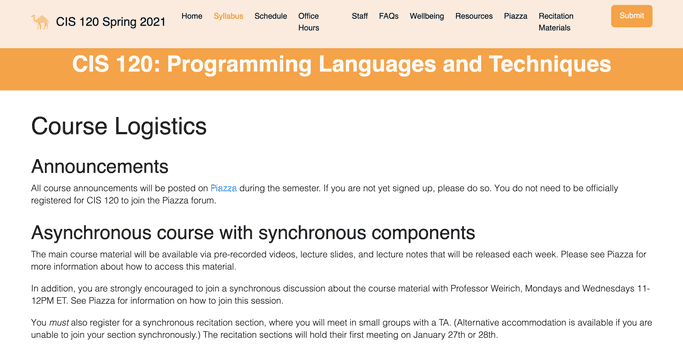 CIS 120 Spring 2021
Home
Syllabus
Schedule
Office
Hours
Staff
FAQs
Wellbeing
Resources
Piazza
Recitation
Materials
Submit
CIS 120: Programming Languages and Techniques
Course Logistics
Announcements
All course announcements will be posted on Piazza during the semester. If you are not yet signed up, please do so. You do not need to be officially
registered for CIS 120 to join the Piazza forum.
Asynchronous course with synchronous components
The main course material will be available via pre-recorded videos, lecture slides, and lecture notes that will be released each week. Please see Piazza for
more information about how to access this material.
In addition, you are strongly encouraged to join a synchronous discussion about the course material with Professor Weirich, Mondays and Wednesdays 11-
12PM ET. See Piazza for information on how to join this session.
You must also register for a synchronous recitation section, where you will meet in small groups with a TA. (Alternative accommodation is available if you are
unable to join your section synchronously.) The recitation sections will hold their first meeting on January 27th or 28th.